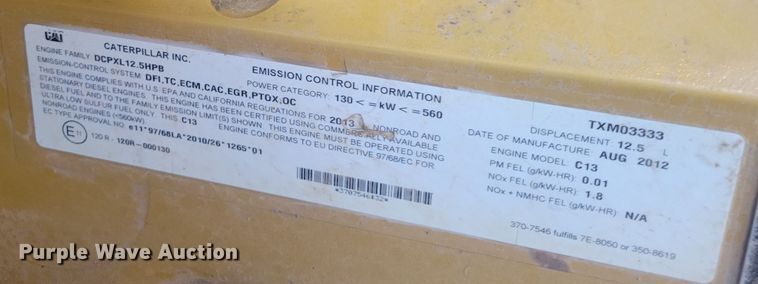 CAT
CATERPILLAR INC.
ENGINE FAMILY DCPXL12.5HPB
EMISSION CONTROL INFORMATION
EMISSION-CONTROL SYSTEM DFI,TC,ECM,CAC,EGR,PTOX,OC
POWER CATEGORY: 130 <=kW<=560
THIS ENGINE COMPLIES WITH U.S. EPA AND CALIFORNIA REGULATIONS FOR 2013 NONROAD AND
STATIONARY DIESEL ENGINES. THIS ENGINE HAS BEEN CERTIFIED USING COMMERCIALLY AVAILABLE
DIESEL FUEL AND TO THE FAMILY EMISSION LIMIT(S) SHOWN. THIS ENGINE MUST BE OPERATED USING
ULTRA LOW SULFUR FUEL ONLY. THIS C13 ENGINE CONFORMS TO EU DIRECTIVE 97/68/EC FOR
NONROAD ENGINES
EC TYPE APPROVAL NO e11*97/68LA*2010/26*1265*01
E11 120 R - 120R-000130
*3707546#32*
TXM03333
DISPLACEMENT: 12.5 L
DATE OF MANUFACTURE: AUG 2012
ENGINE MODEL: C13
PM FEL (g/kW-HR): 0.01
NOx FEL (g/kW-HR): 1.8
NOx + NMHC FEL (g/kW-HR): N/A
370-7546 fulfills 7E-8050 or 350-8619
Purple Wave Auction